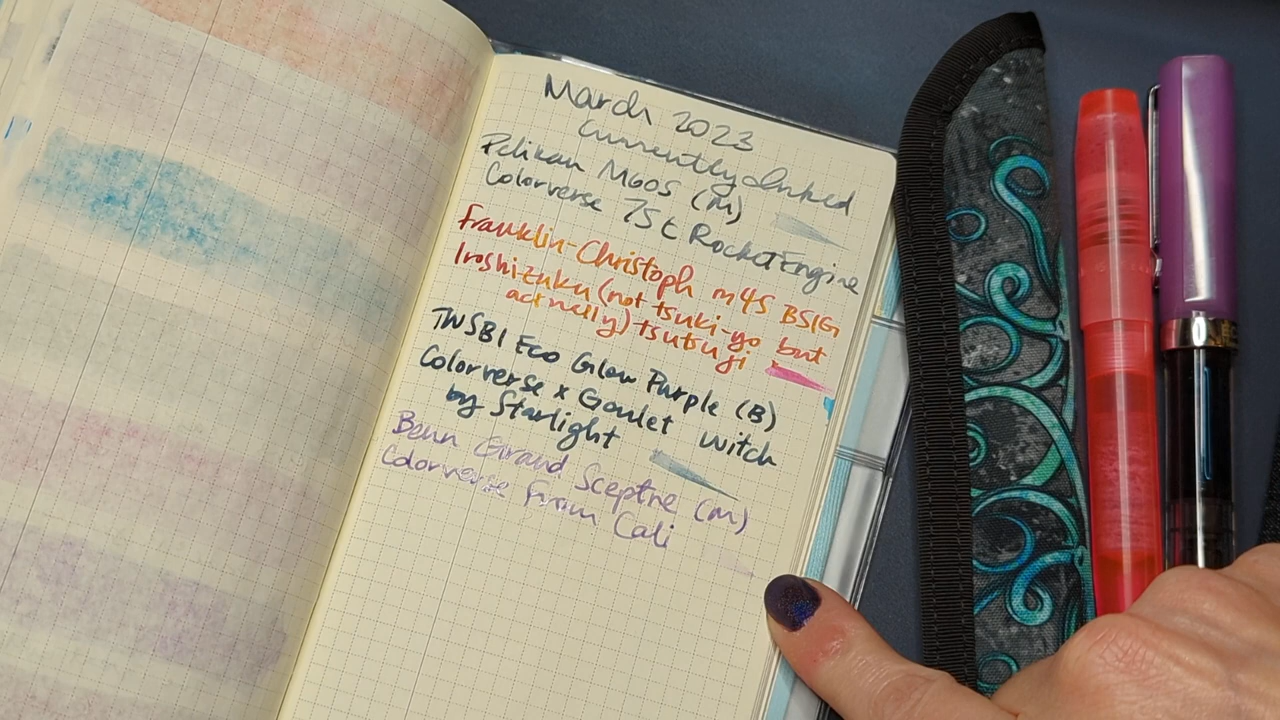 March 2023
Currently Inked
Pelikan M605 (M)
Colorverse 75t Rocket Engine
Franklin-Christoph m45 BSIG
Iroshizuku (not tsuki-yo but
actually) tsutsuji
TWSBI Eco Glow Purple (B)
Colorverse x Goulet Witch
by Starlight
Benu Grand Sceptre (M)
Colorverse From Cali